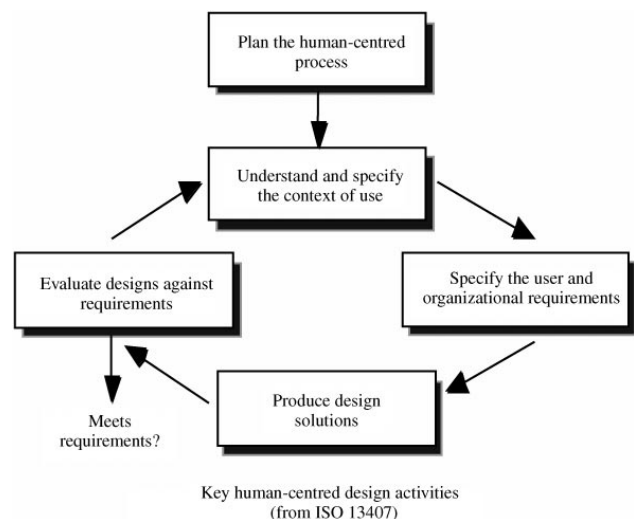 Plan the human-centred
process
Understand and specify
the context of use
Evaluate designs against
requirements
Specify the user and
organizational requirements
Produce design
solutions
Meets
requirements?
Key human-centred design activities
(from ISO 13407)